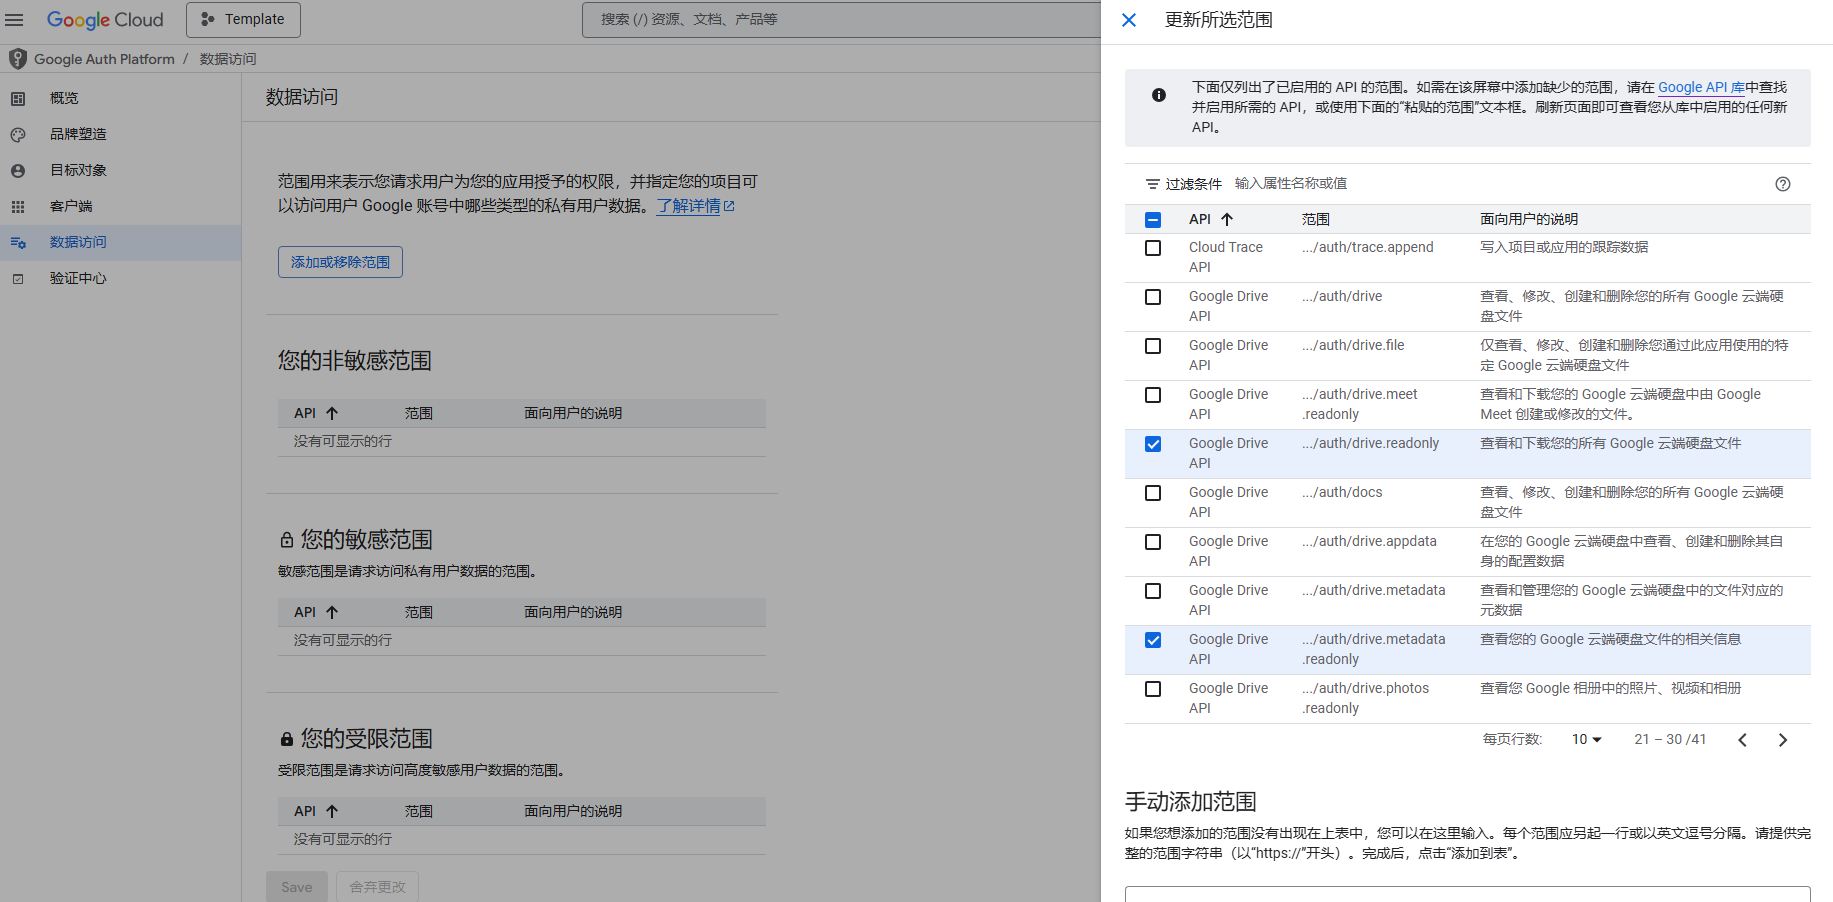 Google Cloud
Template
搜索 (/) 资源、文档、产品等
Google Auth Platform / 数据访问
概览
品牌塑造
目标对象
客户端
数据访问
验证中心
数据访问
范围用来表示您请求用户为您的应用授予的权限，并指定您的项目可
以访问用户 Google 账号中哪些类型的私有用户数据。了解详情
添加或移除范围
您的非敏感范围
API 范围 面向用户的说明
没有可显示的行
您的敏感范围
敏感范围是请求访问私有用户数据的范围。
API 范围 面向用户的说明
没有可显示的行
您的受限范围
受限范围是请求访问高度敏感用户数据的范围。
API 范围 面向用户的说明
没有可显示的行
Save 舍弃更改
更新所选范围
下面仅列出了已启用的 API 的范围。如需在该屏幕中添加缺少的范围，请在 Google API 库中查找
并启用所需的 API，或使用下面的“粘贴的范围”文本框。刷新页面即可查看您从库中启用的任何新
API。
过滤条件 输入属性名称或值
API 范围 面向用户的说明
Cloud Trace .../auth/trace.append 写入项目或应用的跟踪数据
API
Google Drive .../auth/drive 查看、修改、创建和删除您的所有 Google 云端硬
API 盘文件
Google Drive .../auth/drive.file 仅查看、修改、创建和删除您通过此应用使用的特
API 定 Google 云端硬盘文件
Google Drive .../auth/drive.meet 查看和下载您的 Google 云端硬盘中由 Google
API .readonly Meet 创建或修改的文件。
Google Drive .../auth/drive.readonly 查看和下载您的所有 Google 云端硬盘文件
API
Google Drive .../auth/docs 查看、修改、创建和删除您的所有 Google 云端硬
API 盘文件
Google Drive .../auth/drive.appdata 在您的 Google 云端硬盘中查看、创建和删除其自
API 身的配置数据
Google Drive .../auth/drive.metadata 查看和管理您的 Google 云端硬盘中的文件对应的
API 元数据
Google Drive .../auth/drive.metadata 查看您的 Google 云端硬盘文件的相关信息
API .readonly
Google Drive .../auth/drive.photos 查看您 Google 相册中的照片、视频和相册
API .readonly
每页行数: 10 21 – 30 /41
手动添加范围
如果您想添加的范围没有出现在上表中，您可以在这里输入。每个范围应另起一行或以英文逗号分隔。请提供完
整的范围字符串（以“https://”开头）。完成后，点击“添加到表”。